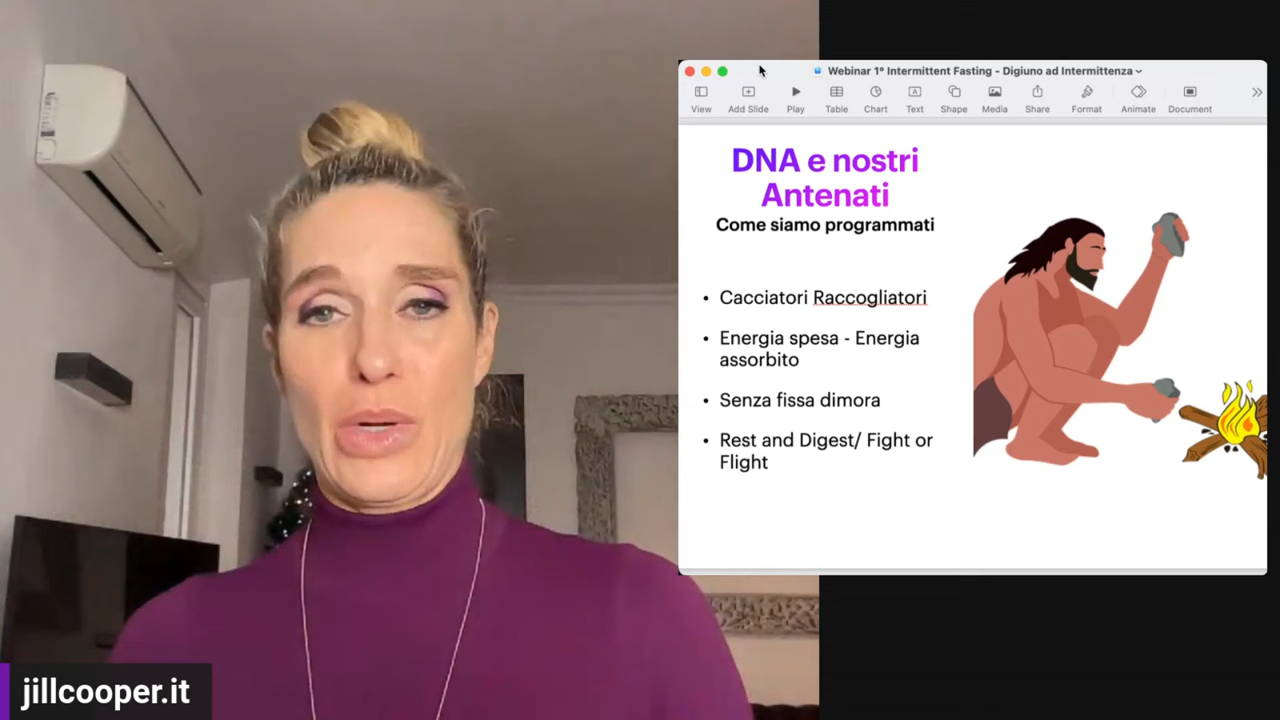 Webinar 1° Intermittent Fasting - Digiuno ad Intermittenza
View
Add Slide
Play
Table
Chart
Text
Shape
Media
Share
Format
Animate
Document
DNA e nostri
Antenati
Come siamo programmati
• Cacciatori Raccogliatori
• Energia spesa - Energia
assorbito
• Senza fissa dimora
• Rest and Digest/ Fight or
Flight
jillcooper.it